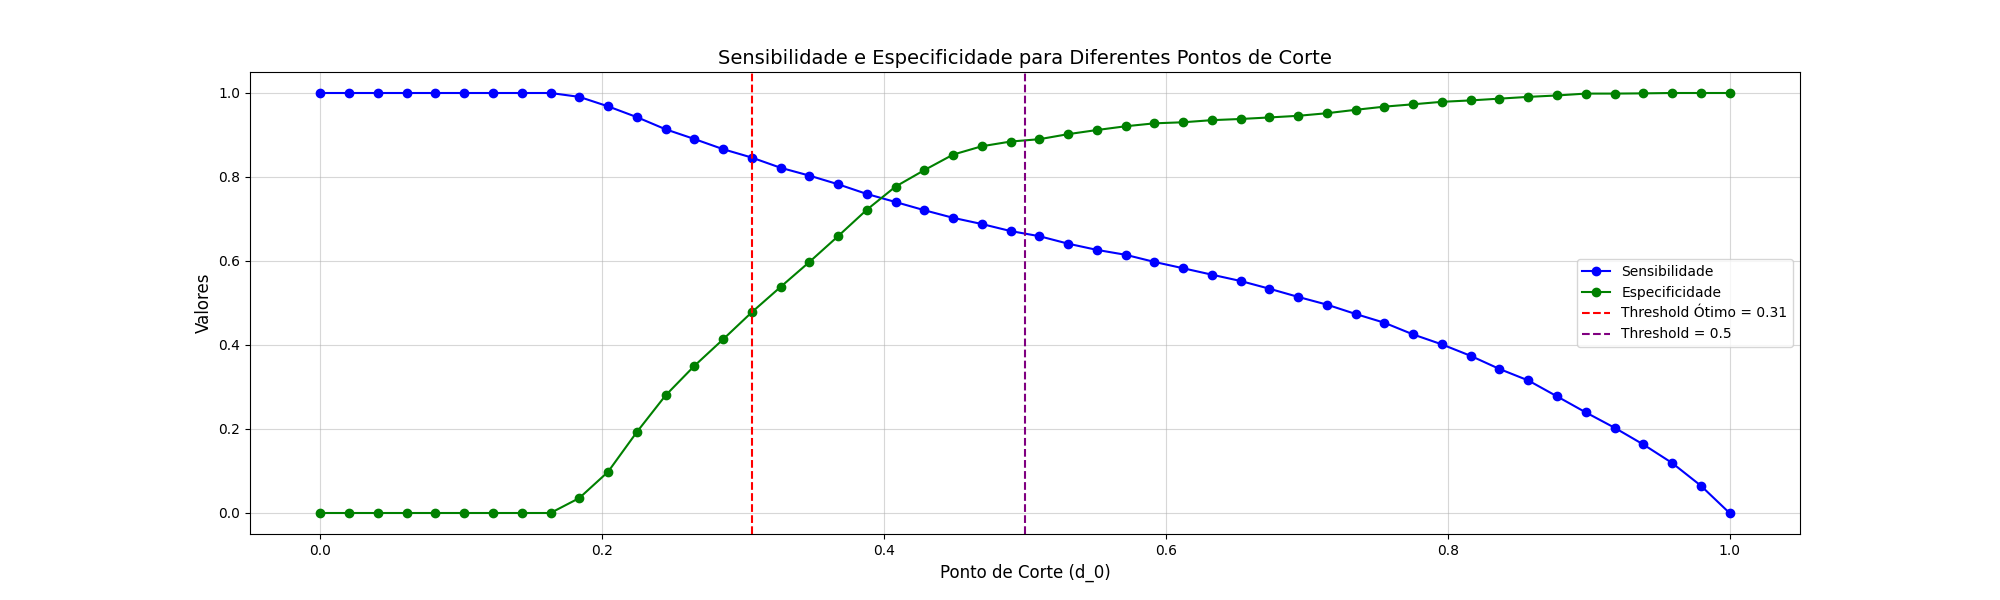 Sensibilidade e Especificidade para Diferentes Pontos de Corte
Valores
1.0
0.8
0.6
0.4
0.2
0.0
Sensibilidade
Especificidade
Threshold Ótimo = 0.31
Threshold = 0.5
0.0 0.2 0.4 0.6 0.8 1.0
Ponto de Corte (d_0)